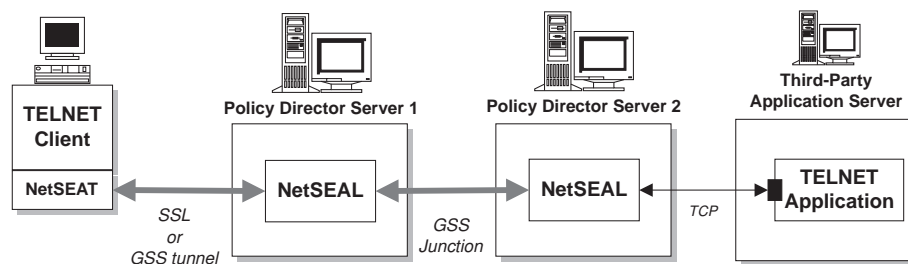 TELNET
Client
NetSEAT
SSL
or
GSS tunnel
Policy Director Server 1
NetSEAL
GSS
Junction
Policy Director Server 2
NetSEAL
TCP
Third-Party
Application Server
TELNET
Application